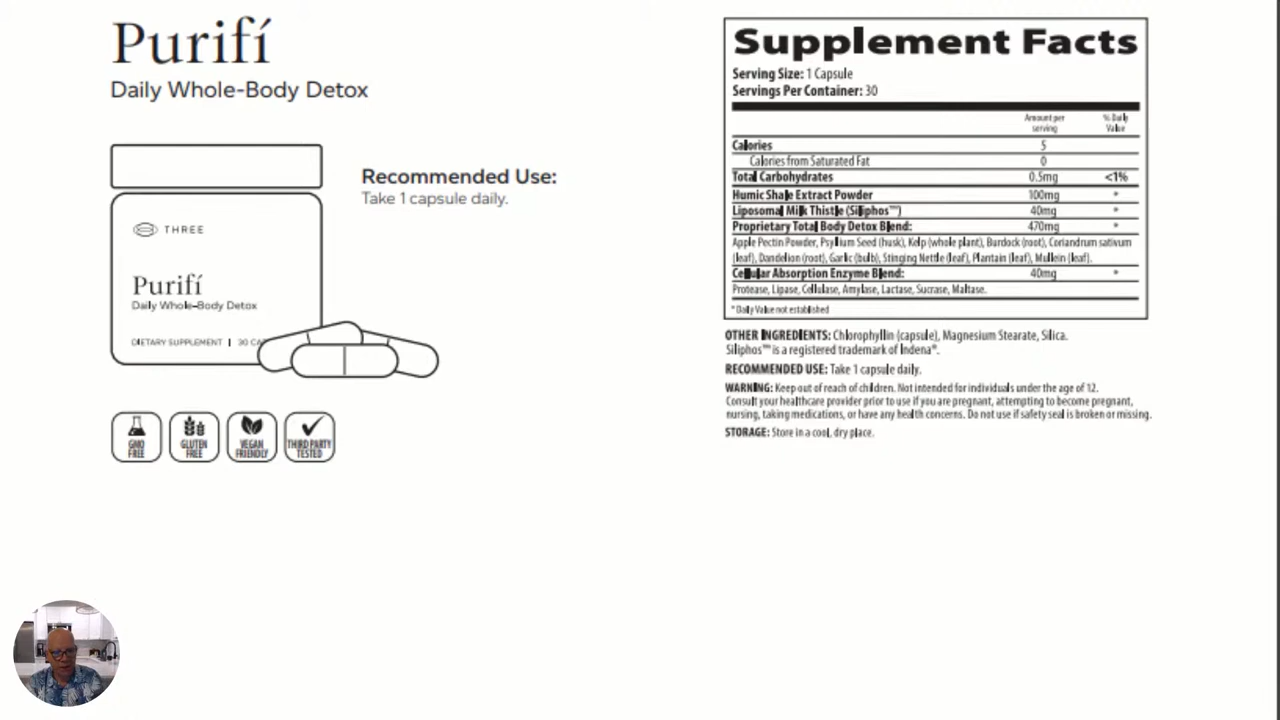 Purifí
Daily Whole-Body Detox
Recommended Use:
Take 1 capsule daily.
THREE
Purifí
Daily Whole-Body Detox
DIETARY SUPPLEMENT | 30 CA
GMO FREE
GLUTEN FREE
VEGAN FRIENDLY
THIRD PARTY TESTED
Supplement Facts
Serving Size: 1 Capsule
Servings Per Container: 30
Amount per serving % Daily Value
Calories 5
Calories from Saturated Fat 0
Total Carbohydrates 0.5mg <1%
Humic Shale Extract Powder 100mg *
Liposomal Milk Thistle (Siliphos™) 40mg *
Proprietary Total Body Detox Blend: 470mg *
Apple Pectin Powder, Psyllium Seed (husk), Kelp (whole plant), Burdock (root), Coriandrum sativum
(leaf), Dandelion (root), Garlic (bulb), Stinging Nettle (leaf), Plantain (leaf), Mullein (leaf).
Cellular Absorption Enzyme Blend: 40mg *
Protease, Lipase, Cellulase, Amylase, Lactase, Sucrase, Maltase.
* Daily Value not established
OTHER INGREDIENTS: Chlorophyllin (capsule), Magnesium Stearate, Silica.
Siliphos™ is a registered trademark of Indena®.
RECOMMENDED USE: Take 1 capsule daily.
WARNING: Keep out of reach of children. Not intended for individuals under the age of 12.
Consult your healthcare provider prior to use if you are pregnant, attempting to become pregnant,
nursing, taking medications, or have any health concerns. Do not use if safety seal is broken or missing.
STORAGE: Store in a cool, dry place.